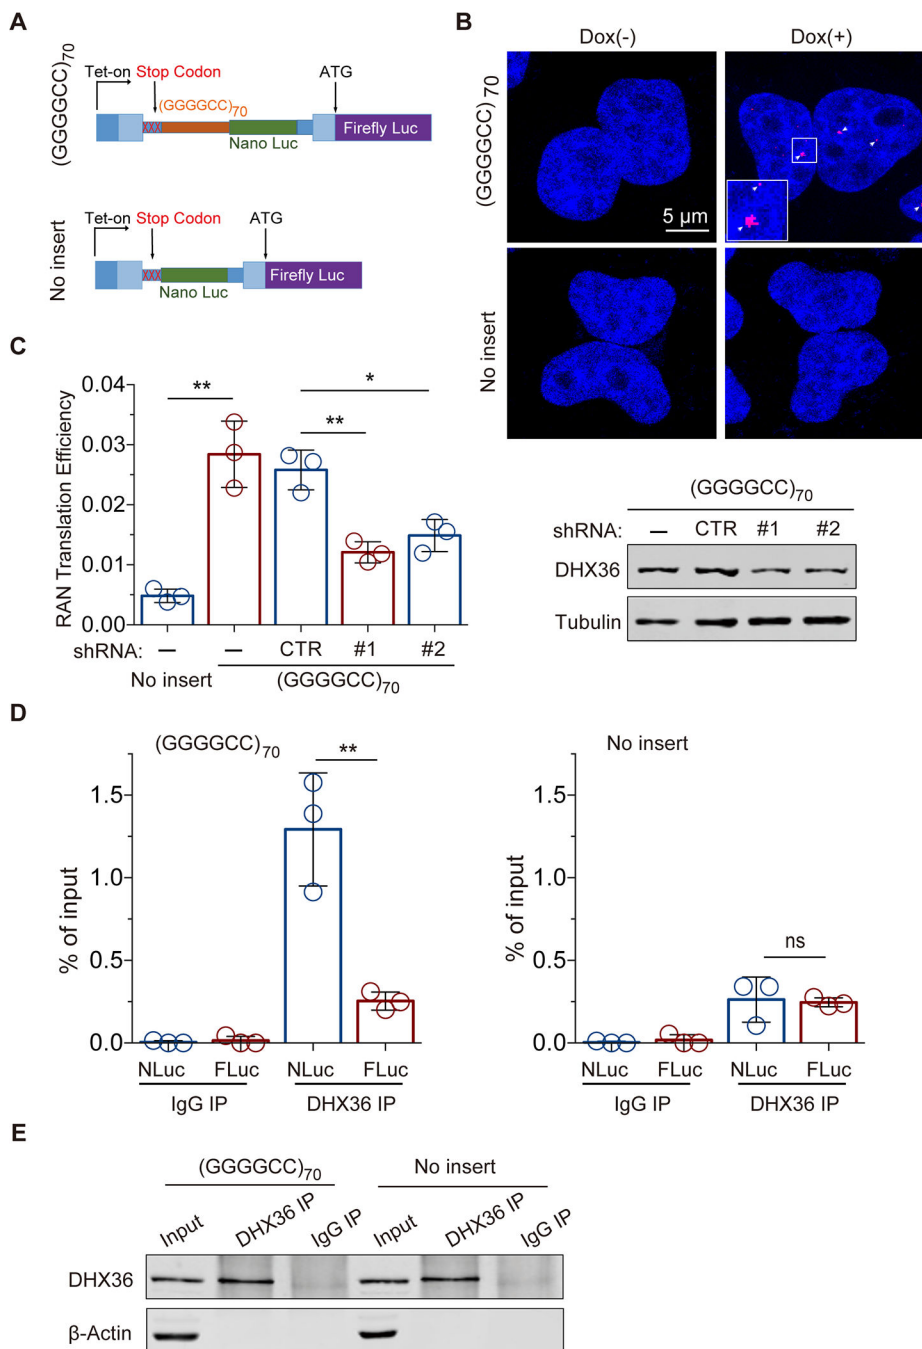 A
(GGGGCC)70
Tet-on Stop Codon
ATG
(GGGGCC)70
XXX
Firefly Luc
Nano Luc
No insert
Tet-on Stop Codon
ATG
XXX
Firefly Luc
Nano Luc
B
Dox(-) Dox(+)
(GGGGCC)70
5 μm
No insert
C
RAN Translation Efficiency
0.04
0.03
0.02
0.01
0.00
**
**
*
shRNA: – – CTR #1 #2
No insert (GGGGCC)70
(GGGGCC)70
shRNA: – CTR #1 #2
DHX36
Tubulin
D
(GGGGCC)70
% of input
1.5
1.0
0.5
0.0
**
NLuc FLuc NLuc FLuc
IgG IP DHX36 IP
No insert
% of input
1.5
1.0
0.5
0.0
ns
NLuc FLuc NLuc FLuc
IgG IP DHX36 IP
E
(GGGGCC)70 No insert
Input DHX36 IP IgG IP Input DHX36 IP IgG IP
DHX36
β-Actin